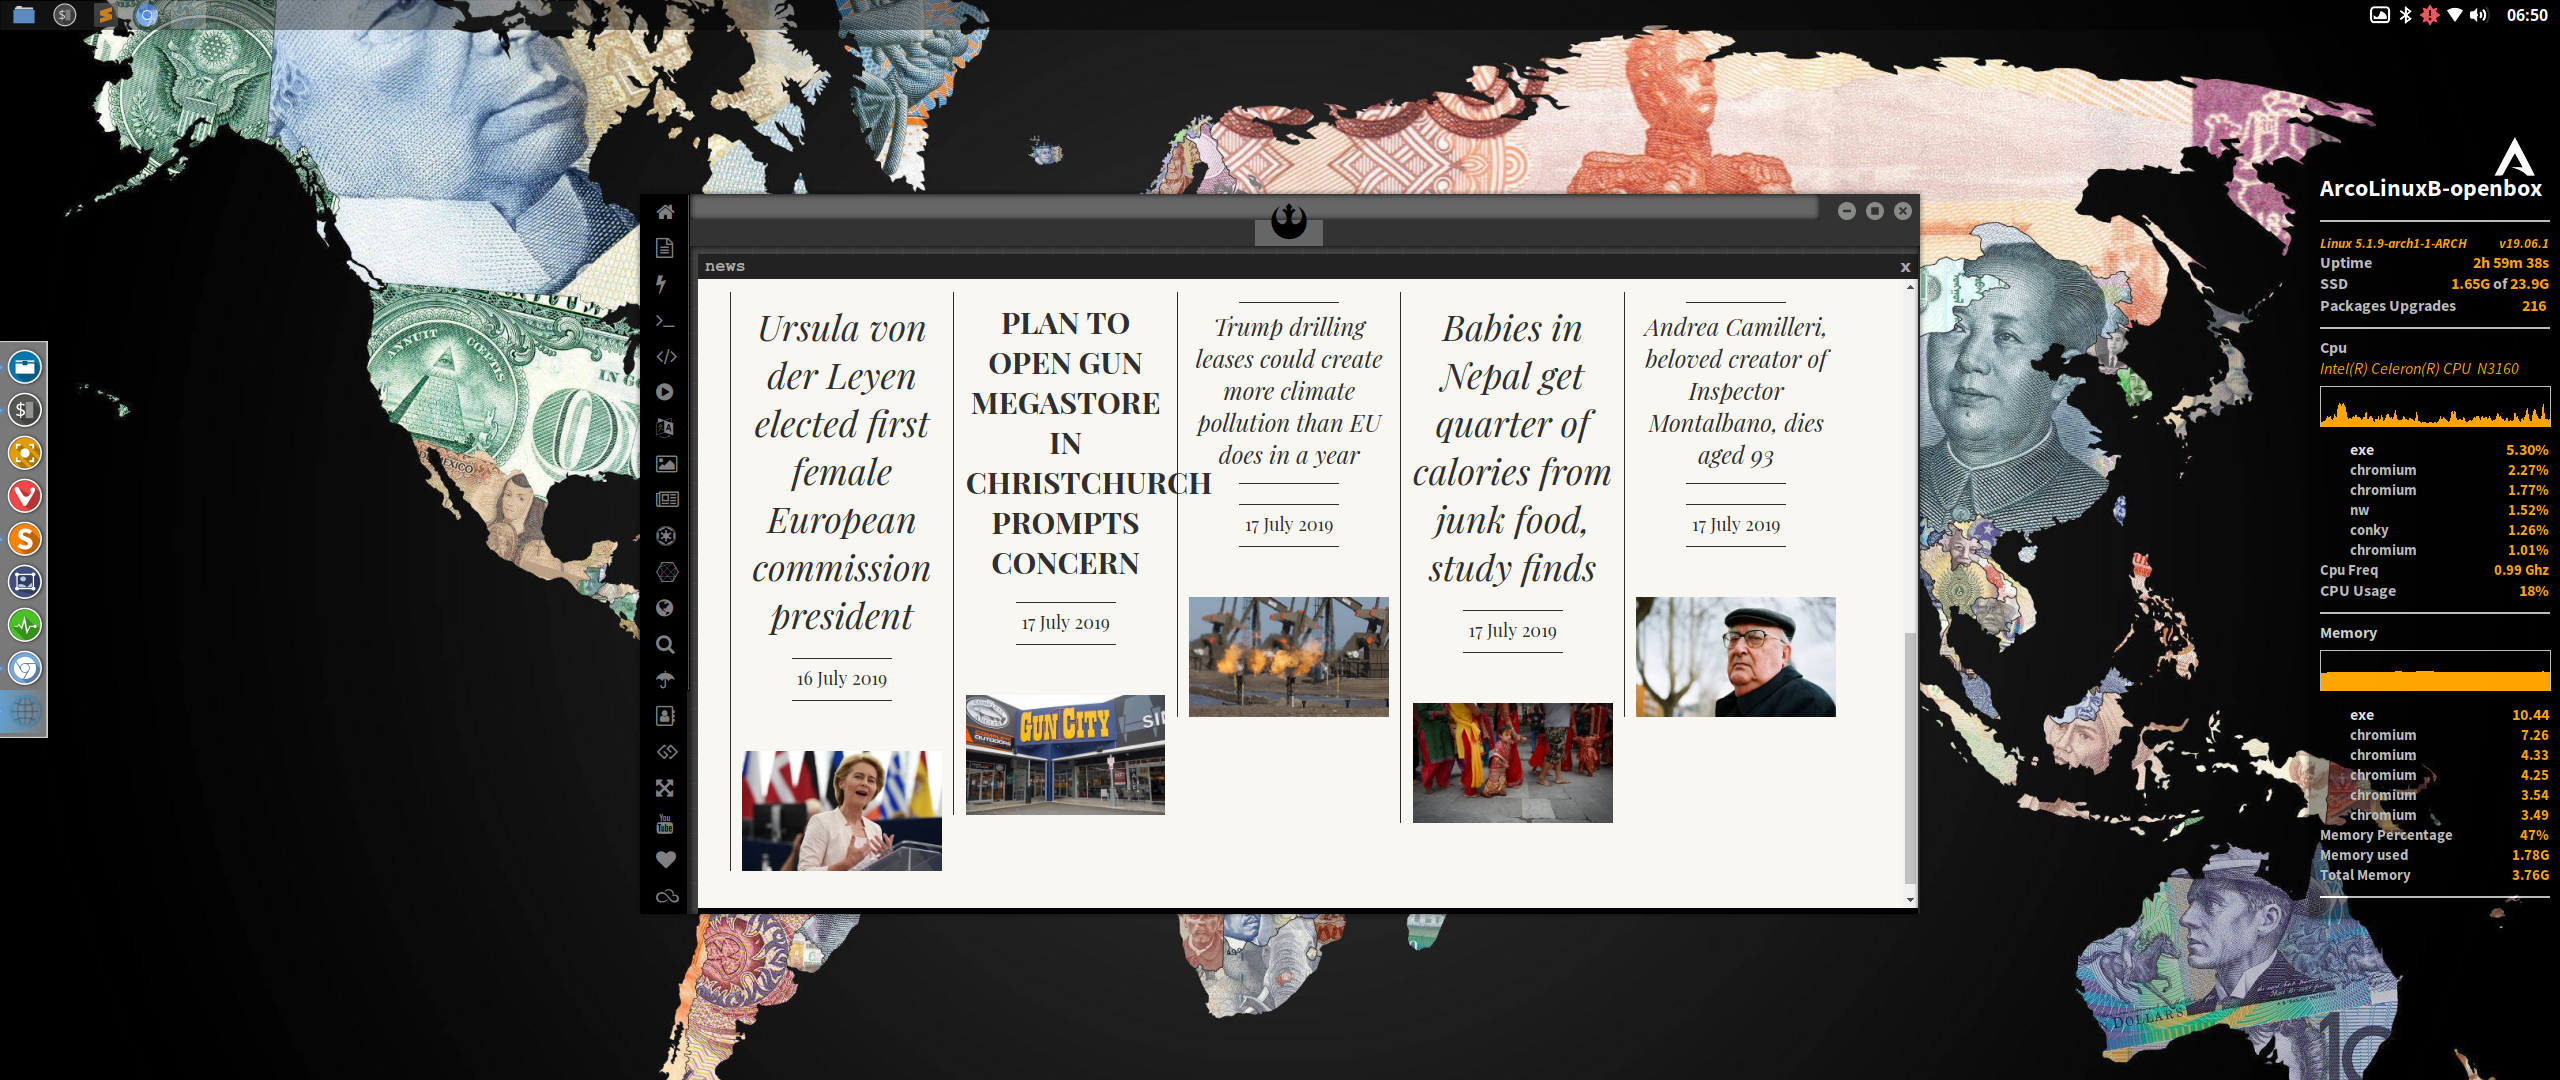 06:50
ArcoLinuxB-openbox
Linux 5.1.9-arch1-1-ARCH v19.06.1
Uptime 2h 59m 38s
SSD 1.65G of 23.9G
Packages Upgrades 216
Cpu
Intel(R) Celeron(R) CPU N3160
exe 5.30%
chromium 2.27%
chromium 1.77%
nw 1.52%
conky 1.26%
chromium 1.01%
Cpu Freq 0.99 Ghz
CPU Usage 18%
Memory
exe 10.44
chromium 7.26
chromium 4.33
chromium 4.25
chromium 3.54
chromium 3.49
Memory Percentage 47%
Memory used 1.78G
Total Memory 3.76G
news x
Ursula von
der Leyen
elected first
female
European
commission
president
16 July 2019
PLAN TO
OPEN GUN
MEGASTORE
IN
CHRISTCHURCH
PROMPTS
CONCERN
17 July 2019
GUN CITY
Trump drilling
leases could create
more climate
pollution than EU
does in a year
17 July 2019
Babies in
Nepal get
quarter of
calories from
junk food,
study finds
17 July 2019
Andrea Camilleri,
beloved creator of
Inspector
Montalbano, dies
aged 93
17 July 2019
You
Tube
ANNUIT CŒPTIS
DOLLARS